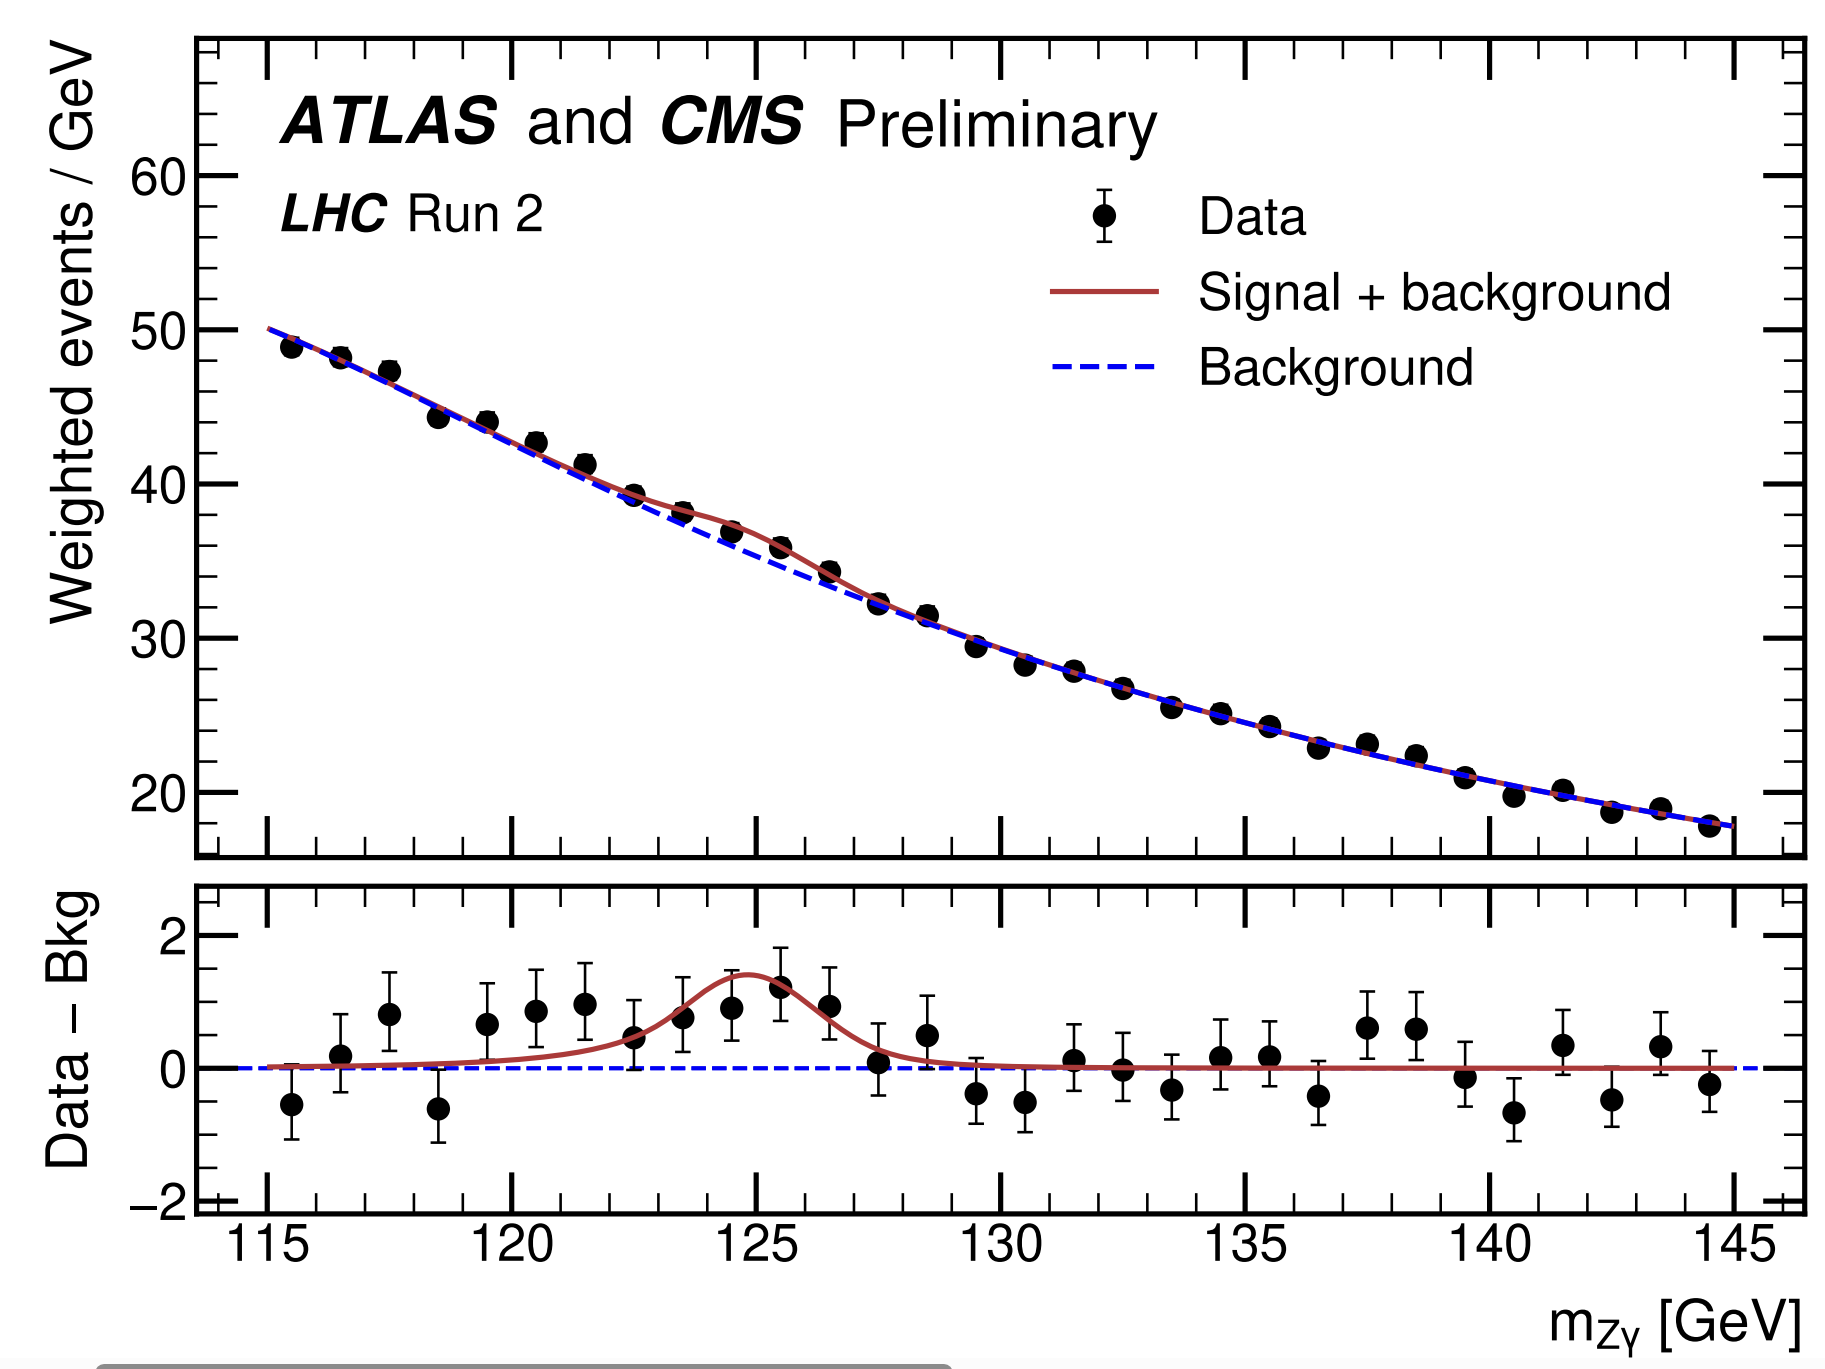 Weighted events / GeV
ATLAS and CMS Preliminary
LHC Run 2
Data
Signal + background
Background
60
50
40
30
20
Data – Bkg
2
0
−2
115 120 125 130 135 140 145
mZγ [GeV]